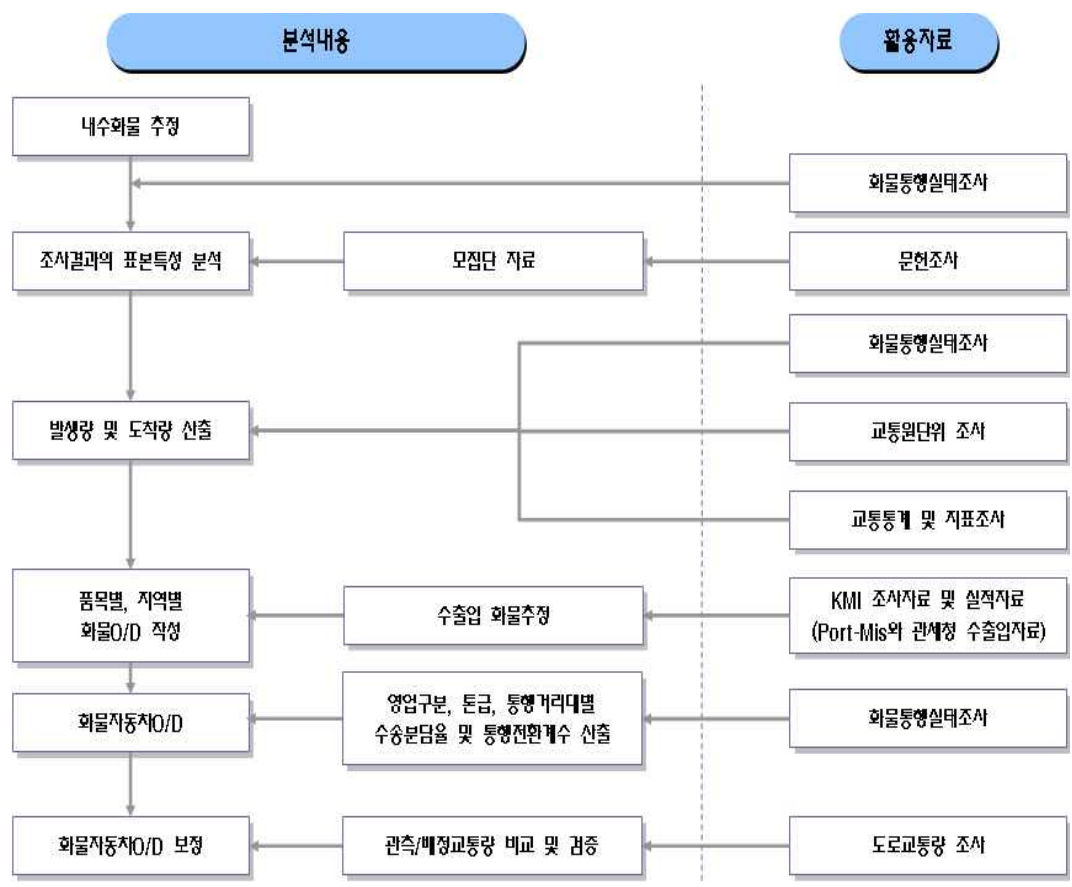 분석내용
활용자료
내수화물 추정
화물통행실태조사
조사결과의 표본특성 분석
모집단 자료
문헌조사
화물통행실태조사
발생량 및 도착량 산출
교통원단위 조사
교통통계 및 지표조사
품목별, 지역별
화물O/D 작성
수출입 화물추정
KMI 조사자료 및 실적자료
(Port-Mis와 관세청 수출입자료)
화물자동차O/D
영업구분, 톤급, 통행거리대별
수송분담율 및 통행전환계수 산출
화물통행실태조사
화물자동차O/D 보정
관측/배정교통량 비교 및 검증
도로교통량 조사